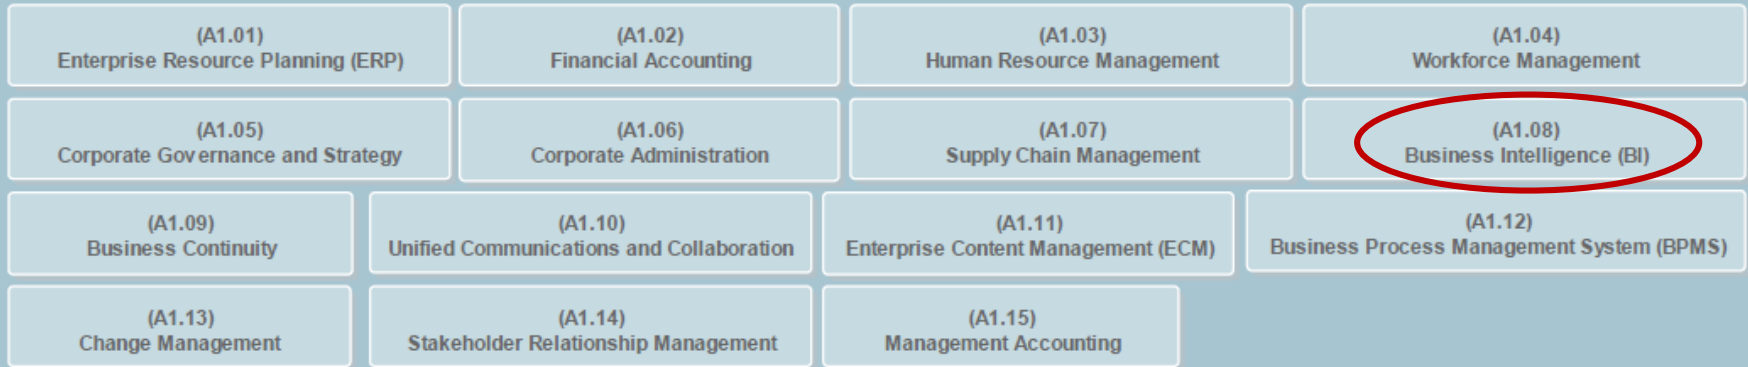 (A1.01)
Enterprise Resource Planning (ERP)
(A1.02)
Financial Accounting
(A1.03)
Human Resource Management
(A1.04)
Workforce Management
(A1.05)
Corporate Governance and Strategy
(A1.06)
Corporate Administration
(A1.07)
Supply Chain Management
(A1.08)
Business Intelligence (BI)
(A1.09)
Business Continuity
(A1.10)
Unified Communications and Collaboration
(A1.11)
Enterprise Content Management (ECM)
(A1.12)
Business Process Management System (BPMS)
(A1.13)
Change Management
(A1.14)
Stakeholder Relationship Management
(A1.15)
Management Accounting